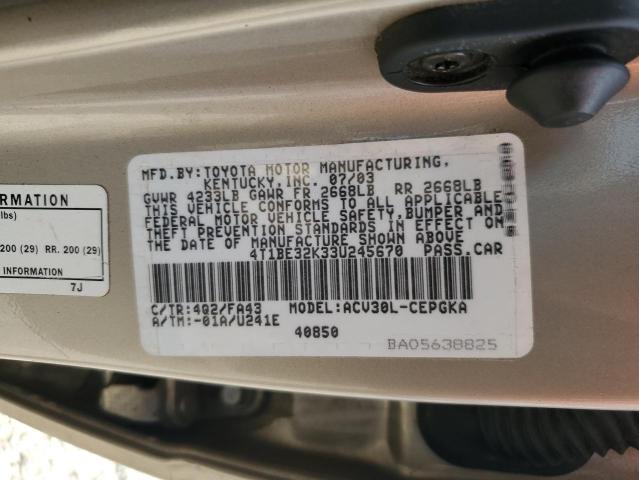 MFD.BY:TOYOTA MOTOR MANUFACTURING,
KENTUCKY,INC. 07/03
GVWR 4233LB GAWR FR 2668LB RR 2668LB
THIS VEHICLE CONFORMS TO ALL APPLICABLE
FEDERAL MOTOR VEHICLE SAFETY,BUMPER AND
THEFT PREVENTION STANDARDS IN EFFECT ON
THE DATE OF MANUFACTURE SHOWN ABOVE.
4T1BE32K33U245670 PASS.CAR
C/TR:4Q2/FA43 MODEL:ACV30L-CEPGKA
A/TM:-01A/U241E 40850
BA05638825
FORMATION
lbs)
200 (29) RR. 200 (29)
INFORMATION
7J